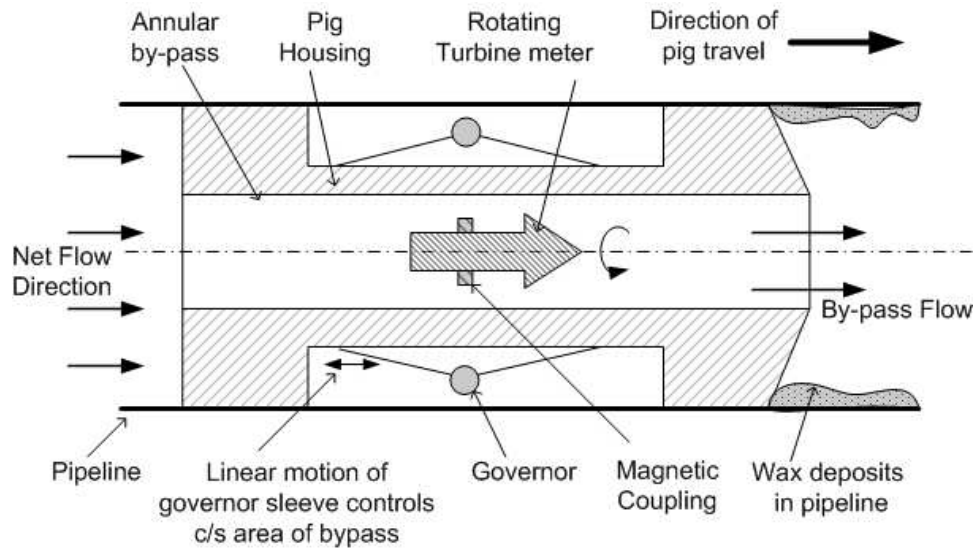 Annular
by-pass
Pig
Housing
Rotating
Turbine meter
Direction of
pig travel
Net Flow
Direction
By-pass Flow
Pipeline
Linear motion of
governor sleeve controls
c/s area of bypass
Governor
Magnetic
Coupling
Wax deposits
in pipeline